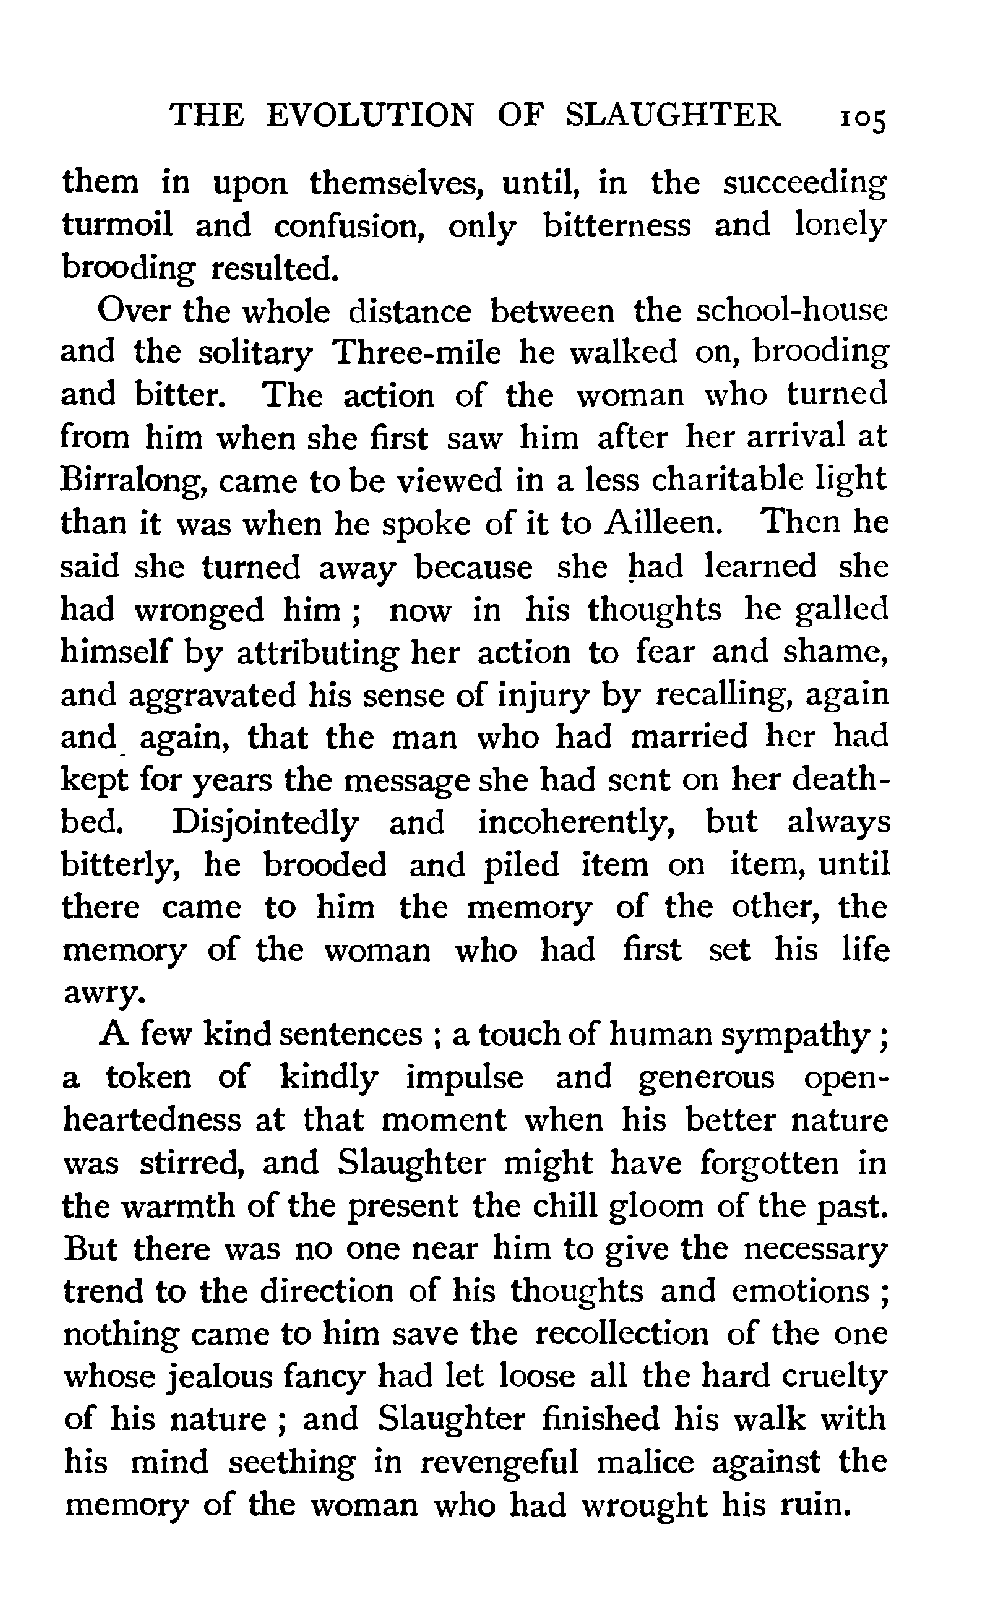 THE EVOLUTION OF SLAUGHTER 105
them in upon themselves, until, in the succeeding
turmoil and confusion, only bitterness and lonely
brooding resulted.
Over the whole distance between the school-house
and the solitary Three-mile he walked on, brooding
and bitter. The action of the woman who turned
from him when she first saw him after her arrival at
Birralong, came to be viewed in a less charitable light
than it was when he spoke of it to Ailleen. Then he
said she turned away because she had learned she
had wronged him ; now in his thoughts he galled
himself by attributing her action to fear and shame,
and aggravated his sense of injury by recalling, again
and again, that the man who had married her had
kept for years the message she had sent on her death-
bed. Disjointedly and incoherently, but always
bitterly, he brooded and piled item on item, until
there came to him the memory of the other, the
memory of the woman who had first set his life
awry.
A few kind sentences ; a touch of human sympathy ;
a token of kindly impulse and generous open-
heartedness at that moment when his better nature
was stirred, and Slaughter might have forgotten in
the warmth of the present the chill gloom of the past.
But there was no one near him to give the necessary
trend to the direction of his thoughts and emotions ;
nothing came to him save the recollection of the one
whose jealous fancy had let loose all the hard cruelty
of his nature ; and Slaughter finished his walk with
his mind seething in revengeful malice against the
memory of the woman who had wrought his ruin.